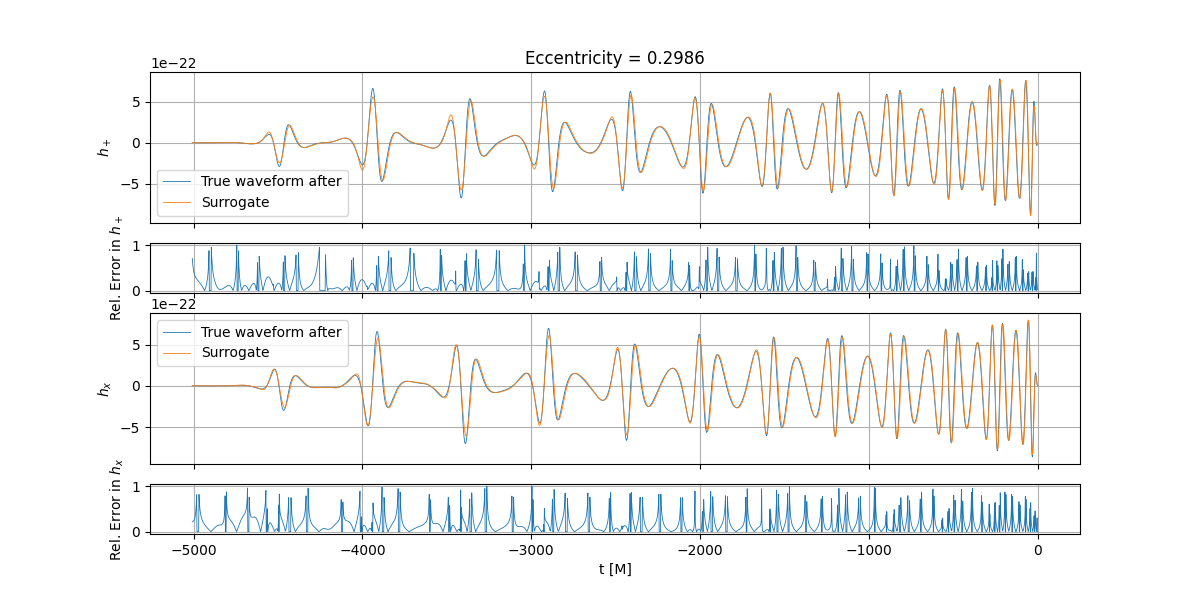 Eccentricity = 0.2986
1e−22
5
0
−5
h+
True waveform after
Surrogate
Rel. Error in h+
1
0
1e−22
5
0
−5
hx
True waveform after
Surrogate
Rel. Error in hx
1
0
−5000 −4000 −3000 −2000 −1000 0
t [M]